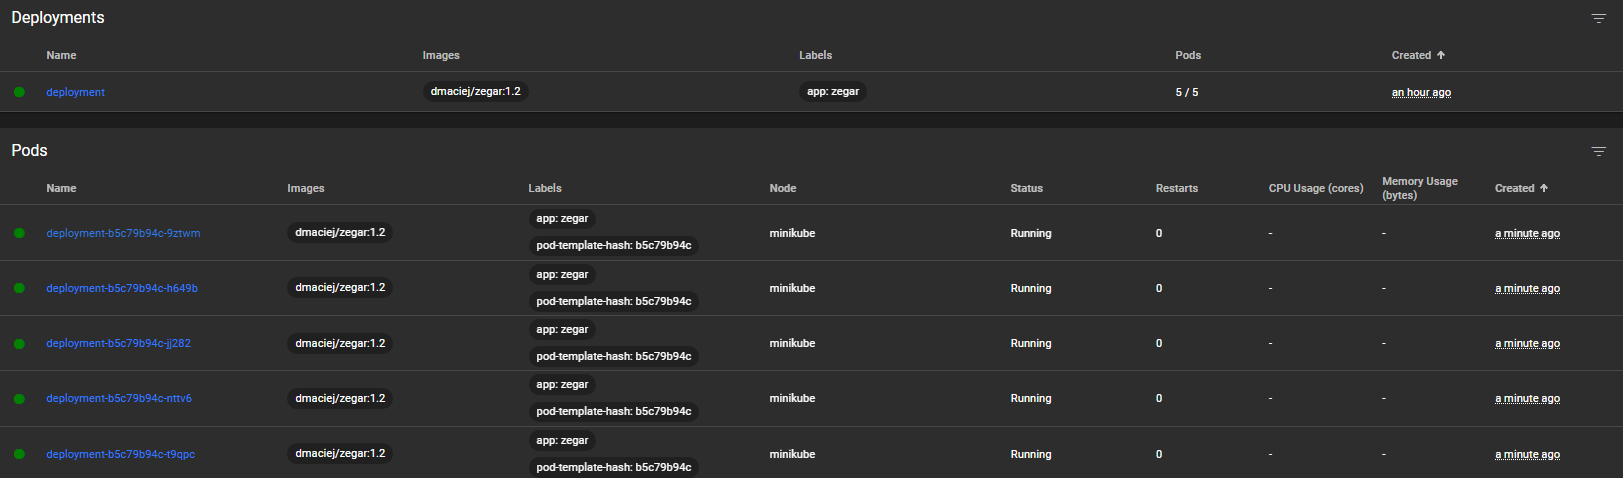 Deployments
Name Images Labels Pods Created
deployment dmaciej/zegar:1.2 app: zegar 5 / 5 an hour ago
Pods
Name Images Labels Node Status Restarts CPU Usage (cores) Memory Usage (bytes) Created
deployment-b5c79b94c-9ztwm dmaciej/zegar:1.2 app: zegar pod-template-hash: b5c79b94c minikube Running 0 - - a minute ago
deployment-b5c79b94c-h649b dmaciej/zegar:1.2 app: zegar pod-template-hash: b5c79b94c minikube Running 0 - - a minute ago
deployment-b5c79b94c-jj282 dmaciej/zegar:1.2 app: zegar pod-template-hash: b5c79b94c minikube Running 0 - - a minute ago
deployment-b5c79b94c-nttv6 dmaciej/zegar:1.2 app: zegar pod-template-hash: b5c79b94c minikube Running 0 - - a minute ago
deployment-b5c79b94c-t9qpc dmaciej/zegar:1.2 app: zegar pod-template-hash: b5c79b94c minikube Running 0 - - a minute ago